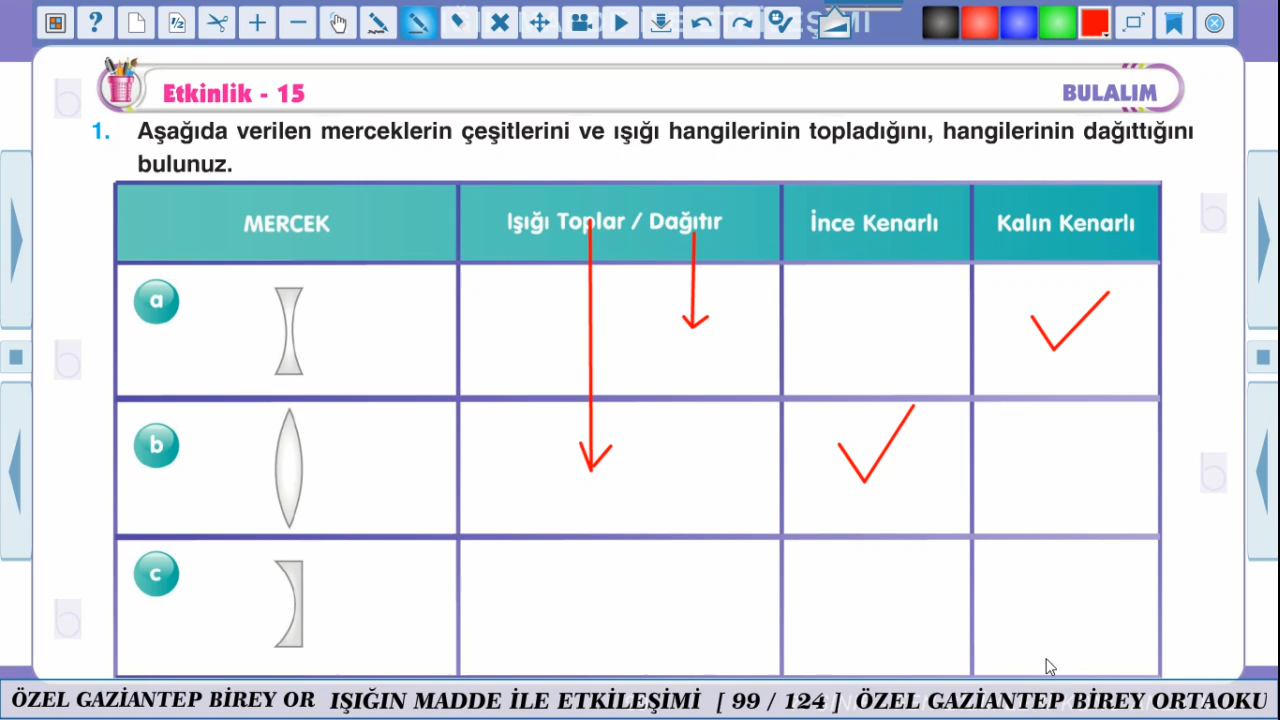 Etkinlik - 15
BULALIM
1. Aşağıda verilen merceklerin çeşitlerini ve ışığı hangilerinin topladığını, hangilerinin dağıttığını
bulunuz.
MERCEK
Işığı Toplar / Dağıtır
İnce Kenarlı
Kalın Kenarlı
a
b
c
ÖZEL GAZİANTEP BİREY OR IŞIĞIN MADDE İLE ETKİLEŞİMİ [ 99 / 124 ] ÖZEL GAZİANTEP BİREY ORTAOKU